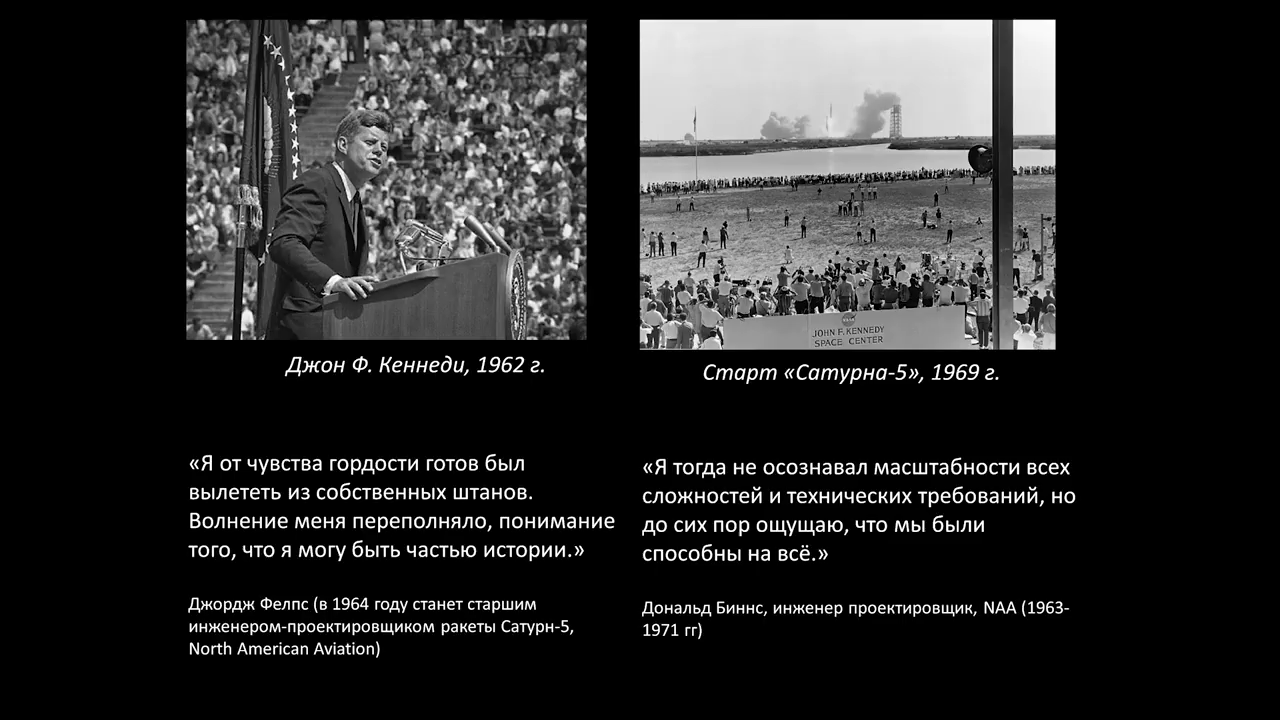 JOHN F. KENNEDY
SPACE CENTER
Джон Ф. Кеннеди, 1962 г.
Старт «Сатурна-5», 1969 г.
«Я от чувства гордости готов был
вылететь из собственных штанов.
Волнение меня переполняло, понимание
того, что я могу быть частью истории.»
Джордж Фелпс (в 1964 году станет старшим
инженером-проектировщиком ракеты Сатурн-5,
North American Aviation)
«Я тогда не осознавал масштабности всех
сложностей и технических требований, но
до сих пор ощущаю, что мы были
способны на всё.»
Дональд Биннс, инженер проектировщик, NAA (1963-
1971 гг)